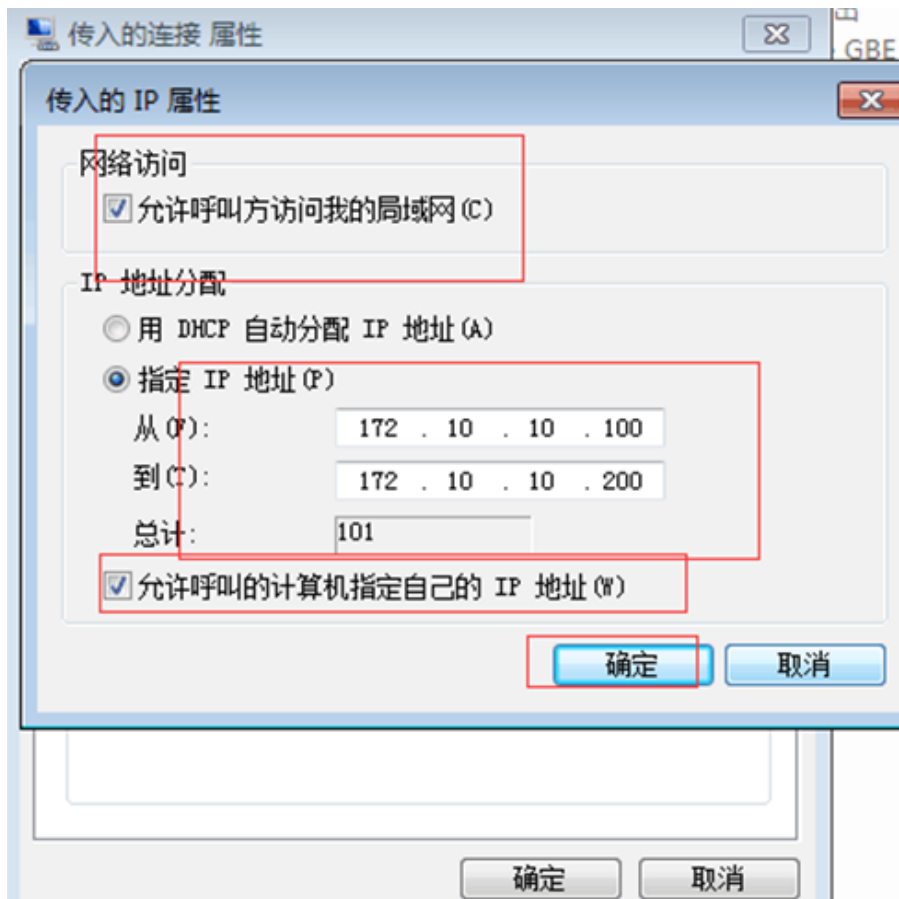 传入的连接 属性
GBE
传入的 IP 属性
网络访问
允许呼叫方访问我的局域网(C)
IP 地址分配
用 DHCP 自动分配 IP 地址(A)
指定 IP 地址(P)
从(F): 172 . 10 . 10 . 100
到(T): 172 . 10 . 10 . 200
总计: 101
允许呼叫的计算机指定自己的 IP 地址(W)
确定 取消
确定 取消